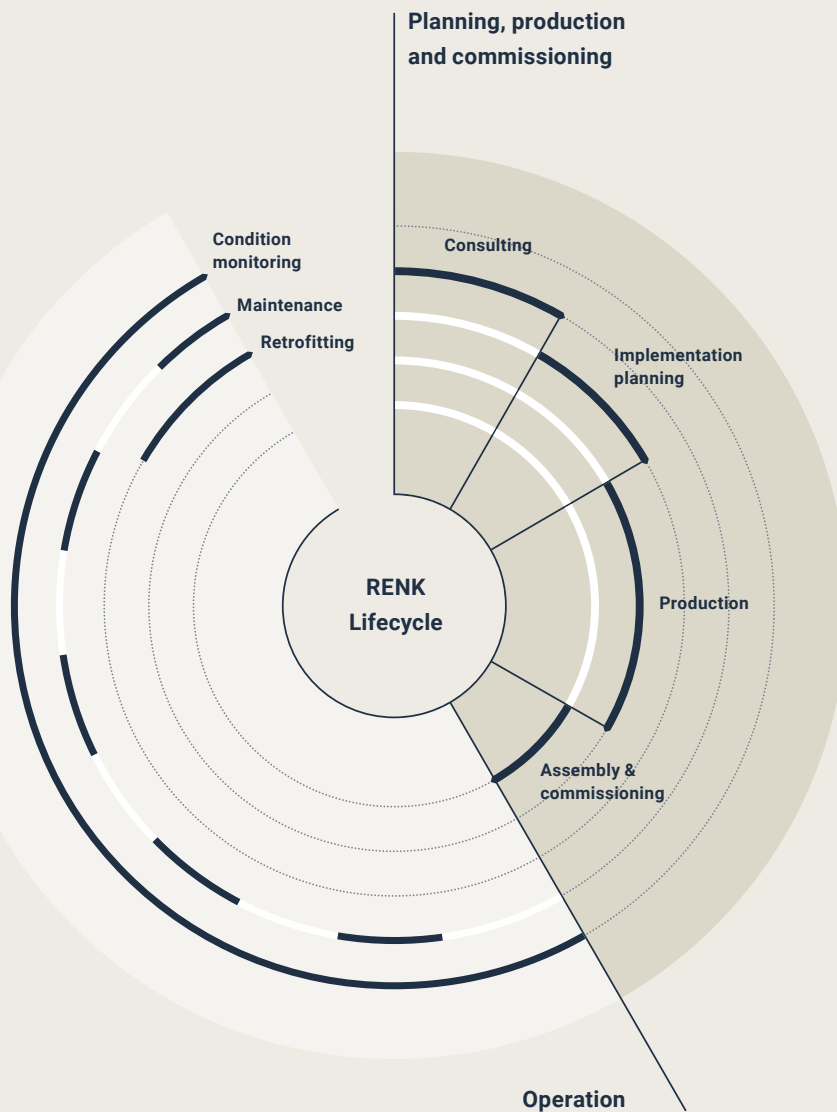 Planning, production
and commissioning
Condition
monitoring
Consulting
Maintenance
Retrofitting
Implementation
planning
RENK
Lifecycle
Production
Assembly &
commissioning
Operation